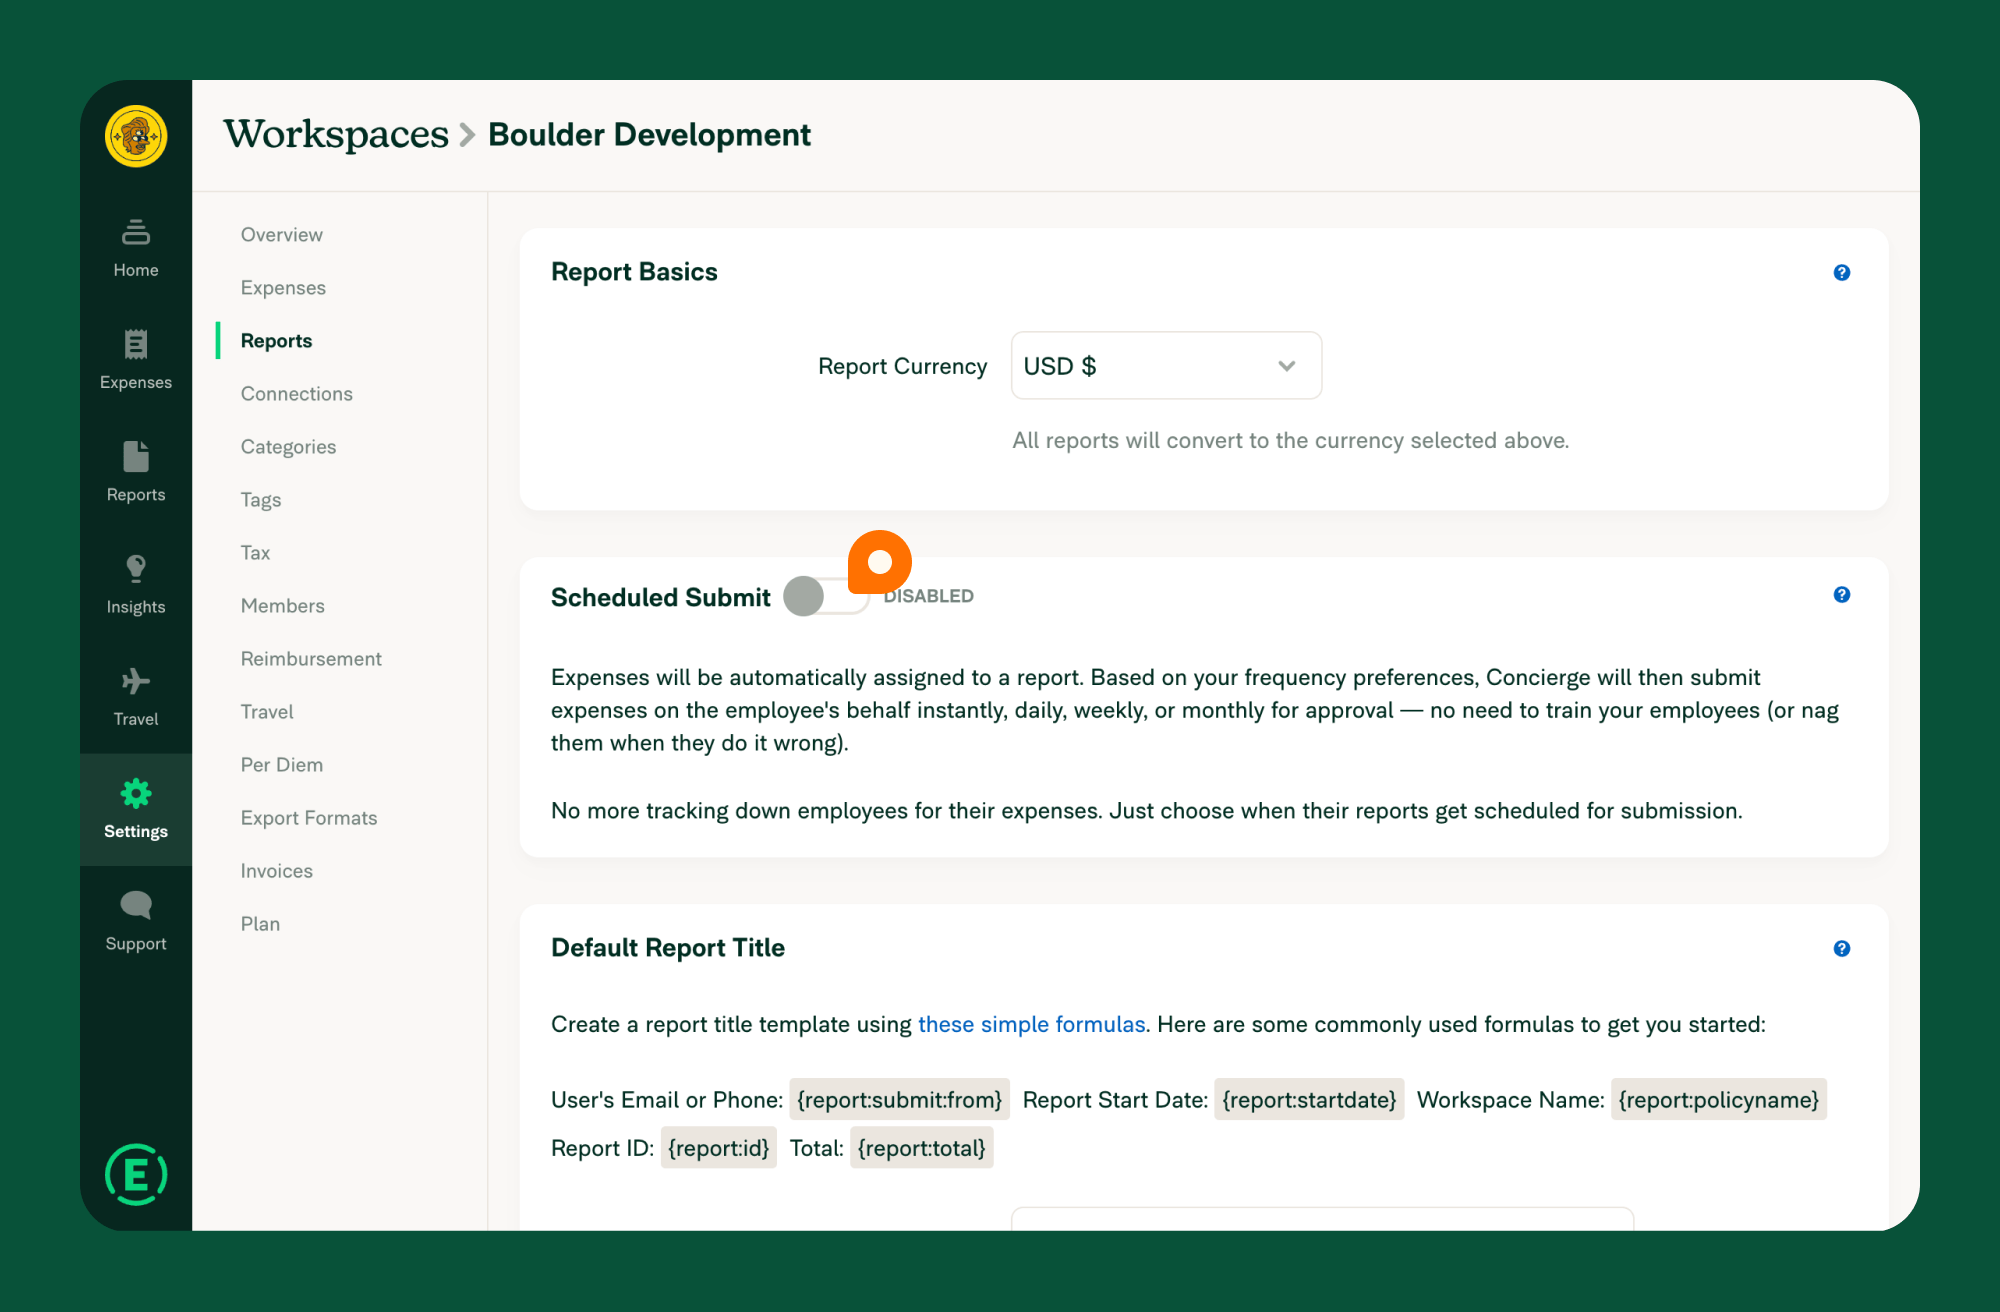 Workspaces > Boulder Development
Home
Expenses
Reports
Insights
Travel
Settings
Support
E
Overview
Expenses
Reports
Connections
Categories
Tags
Tax
Members
Reimbursement
Travel
Per Diem
Export Formats
Invoices
Plan
Report Basics
?
Report Currency USD $
All reports will convert to the currency selected above.
Scheduled Submit DISABLED
?
Expenses will be automatically assigned to a report. Based on your frequency preferences, Concierge will then submit
expenses on the employee's behalf instantly, daily, weekly, or monthly for approval — no need to train your employees (or nag
them when they do it wrong).
No more tracking down employees for their expenses. Just choose when their reports get scheduled for submission.
Default Report Title
?
Create a report title template using these simple formulas. Here are some commonly used formulas to get you started:
User's Email or Phone: {report:submit:from} Report Start Date: {report:startdate} Workspace Name: {report:policyname}
Report ID: {report:id} Total: {report:total}